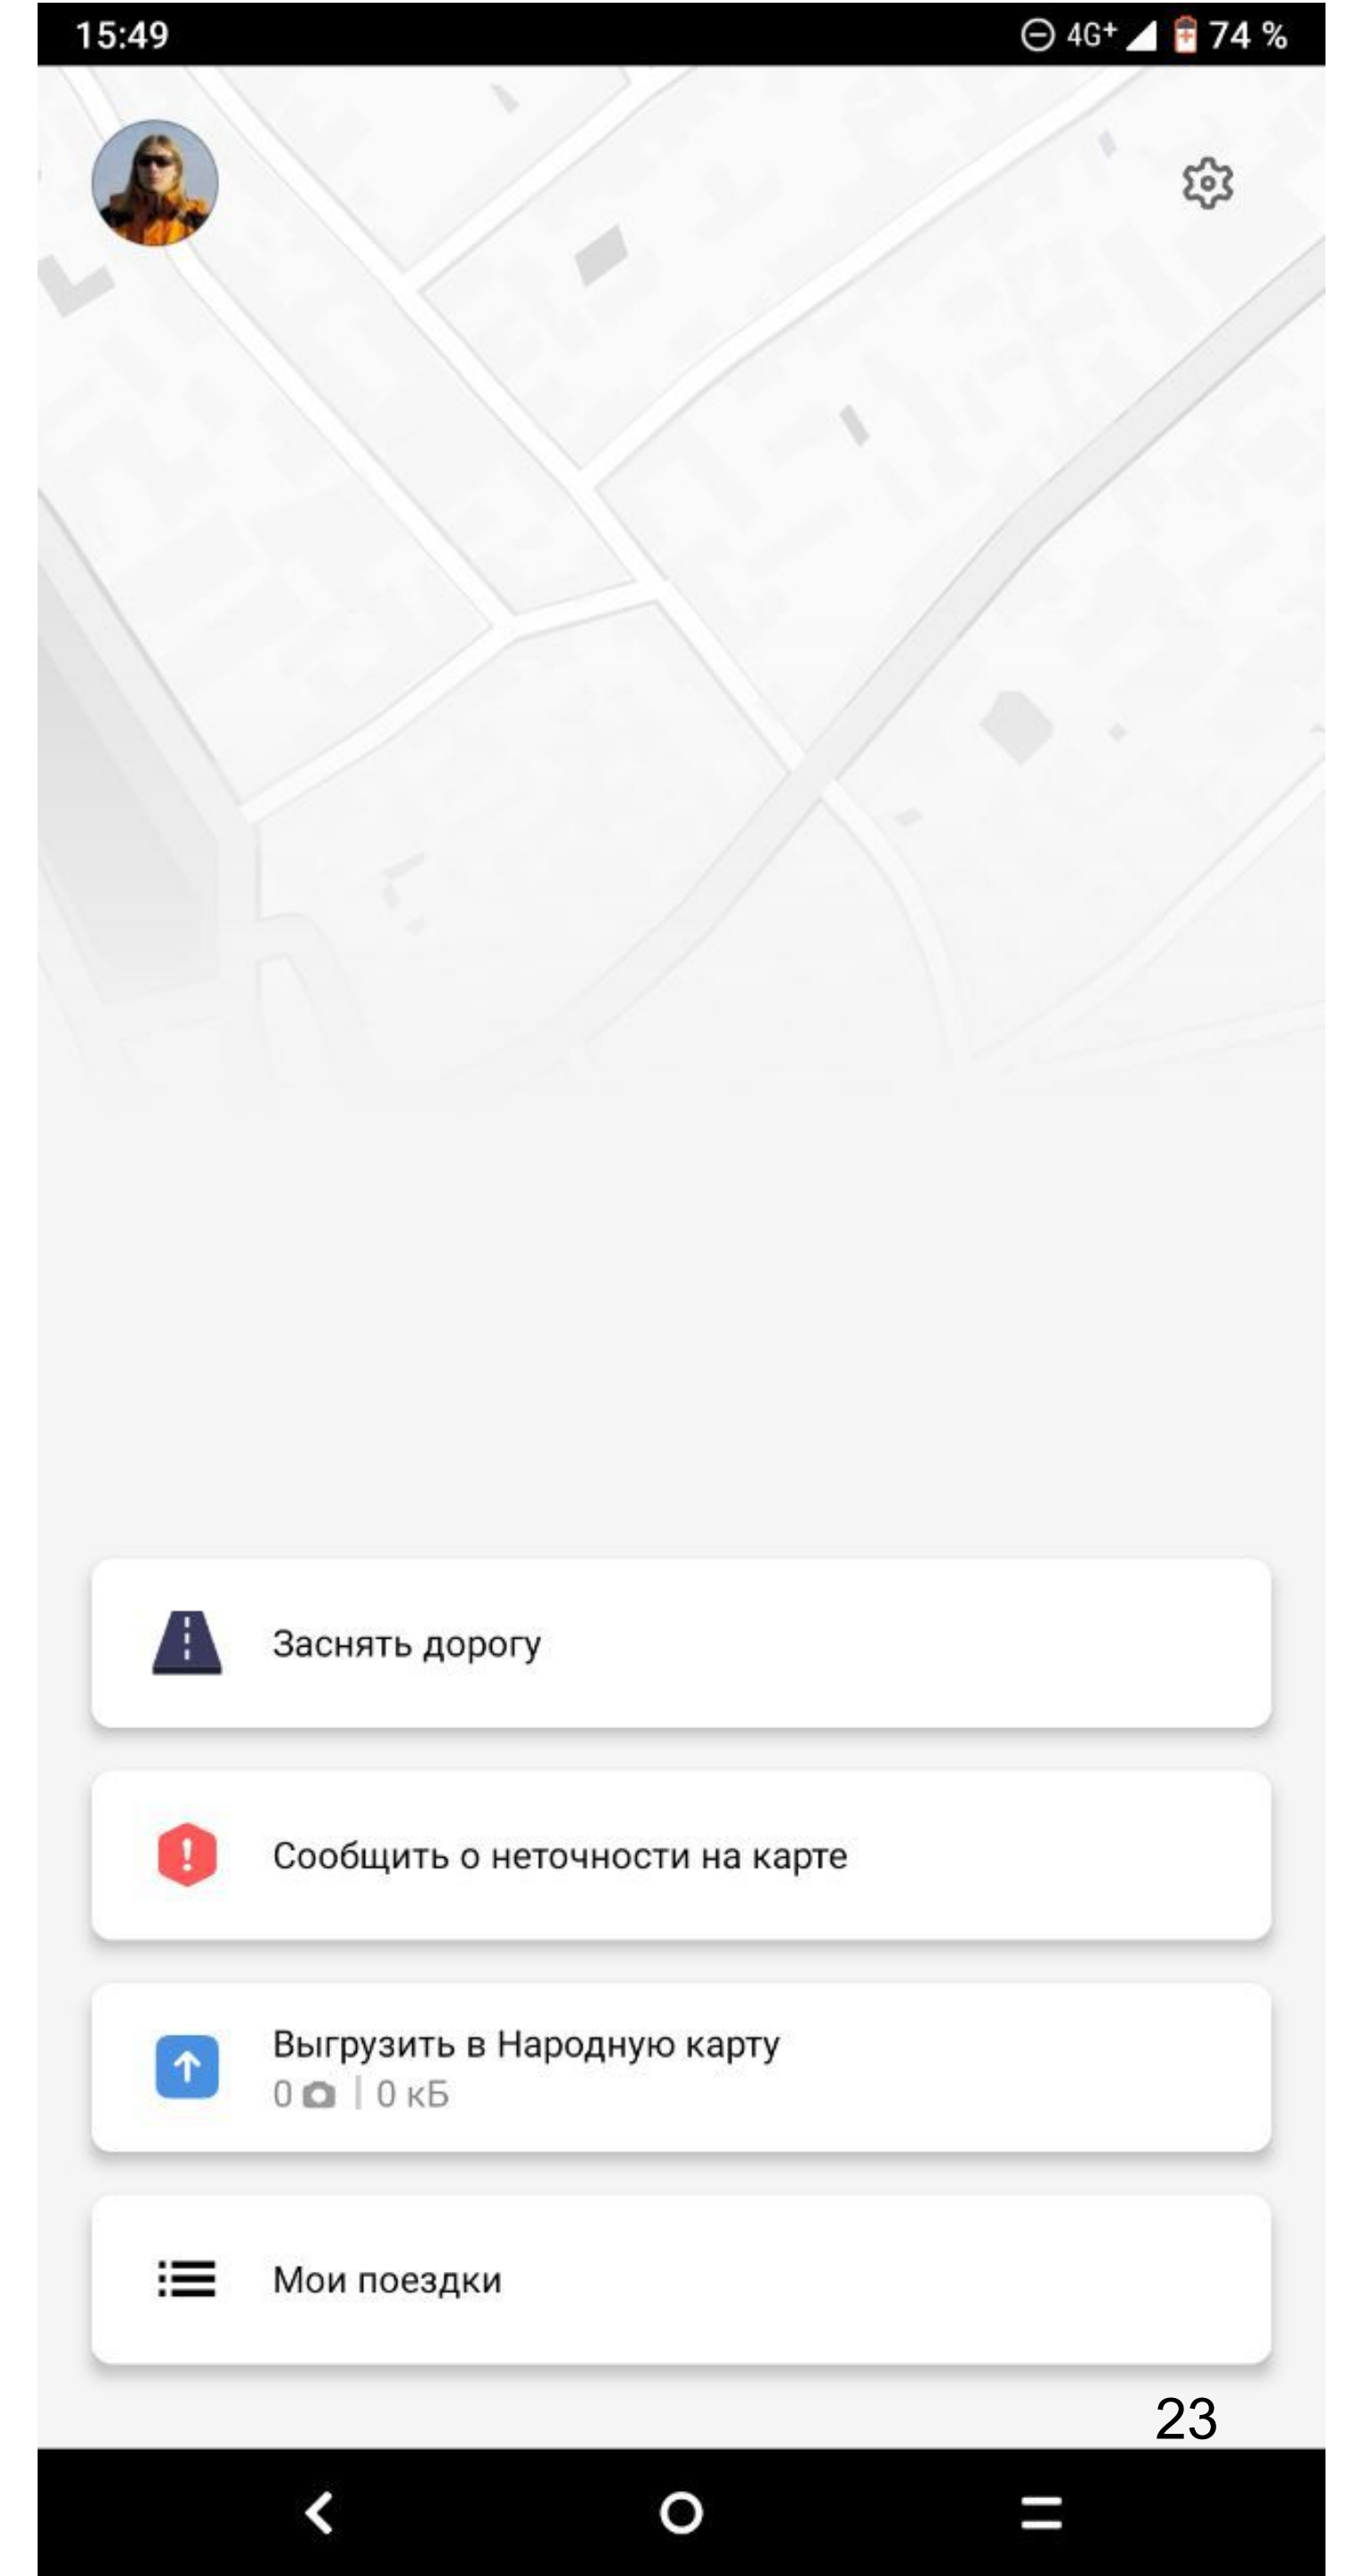 15:49 4G+ 74 %
Заснять дорогу
Сообщить о неточности на карте
Выгрузить в Народную карту
0 | 0 кБ
Мои поездки
23